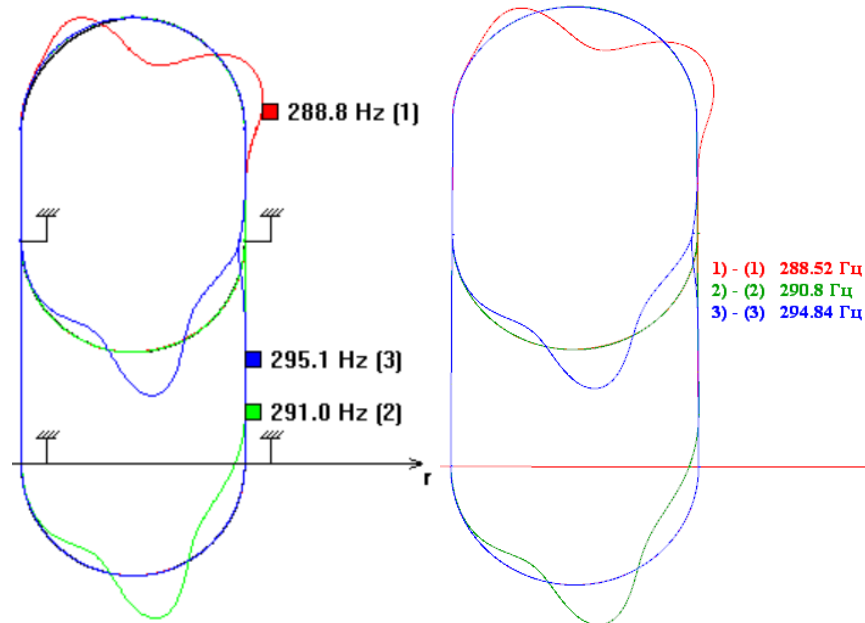 288.8 Hz (1)
295.1 Hz (3)
291.0 Hz (2)
r
1) - (1) 288.52 Гц
2) - (2) 290.8 Гц
3) - (3) 294.84 Гц